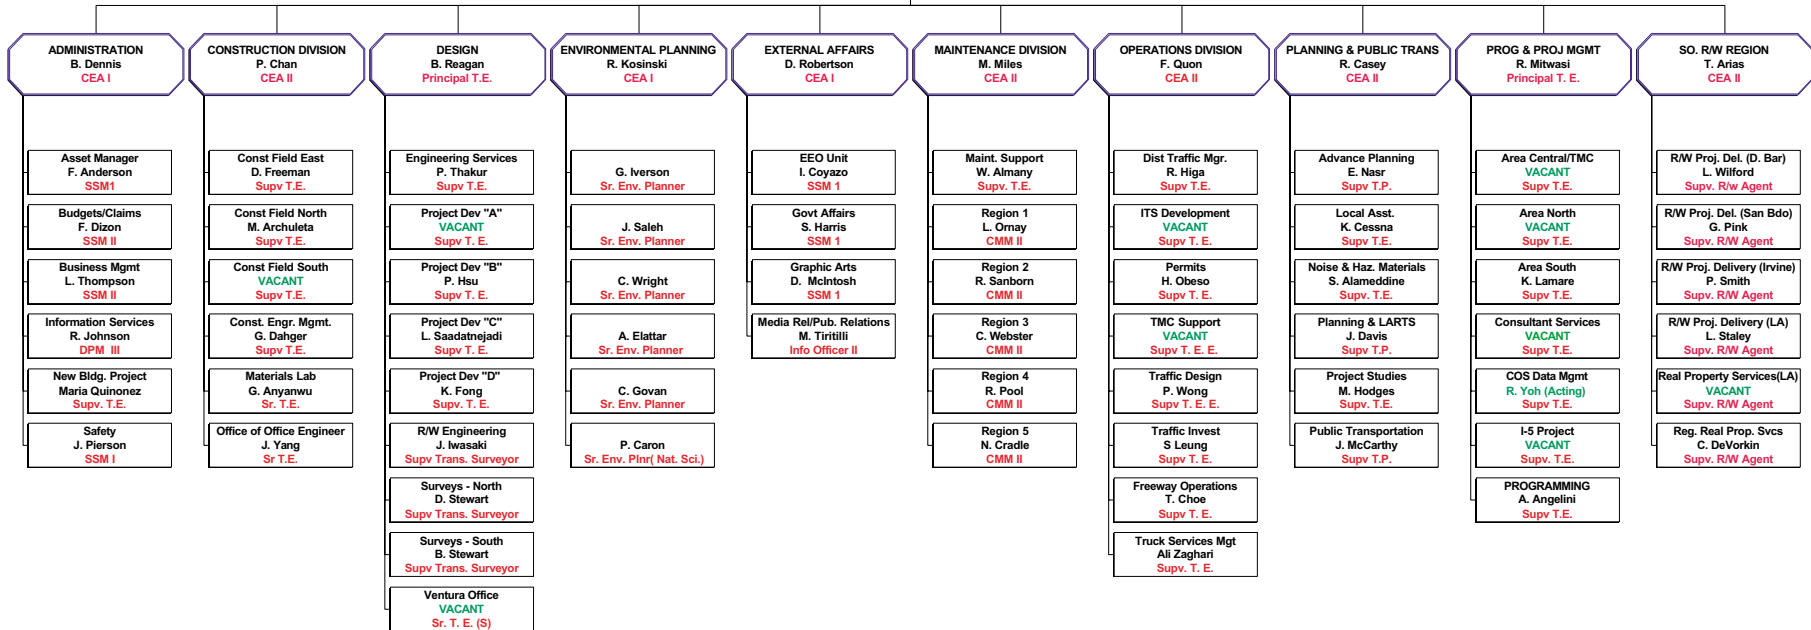 ADMINISTRATION
B. Dennis
CEA I
Asset Manager
F. Anderson
SSM1
Budgets/Claims
F. Dizon
SSM II
Business Mgmt
L. Thompson
SSM II
Information Services
R. Johnson
DPM  III
New Bldg. Project
Maria Quinonez
Supv. T.E.
Safety
J. Pierson
SSM I
CONSTRUCTION DIVISION
P. Chan
CEA II
Const Field East
D. Freeman
Supv T.E.
Const Field North
M. Archuleta
Supv T.E.
Const Field South
VACANT
Supv T.E.
Const. Engr. Mgmt.
G. Dahger
Supv T.E.
Materials Lab
G. Anyanwu
Sr. T.E.
Office of Office Engineer
J. Yang
Sr T.E.
DESIGN
B. Reagan
Principal T.E.
Engineering Services
P. Thakur
Supv T.E.
Project Dev "A"
VACANT
Supv T. E.
Project Dev "B"
P. Hsu
Supv T. E.
Project Dev "C"
L. Saadatnejadi
Supv T. E.
Project Dev "D"
K. Fong
Supv. T. E.
R/W Engineering
J. Iwasaki
Supv Trans. Surveyor
Surveys - North
D. Stewart
Supv Trans. Surveyor
Surveys - South
B. Stewart
Supv Trans. Surveyor
Ventura Office
VACANT
Sr. T. E. (S)
ENVIRONMENTAL PLANNING
R. Kosinski
CEA I
G. Iverson
Sr. Env. Planner
J. Saleh
Sr. Env. Planner
C. Wright
Sr. Env. Planner
A. Elattar
Sr. Env. Planner
C. Govan
Sr. Env. Planner
P. Caron
Sr. Env. Plnr( Nat. Sci.)
EXTERNAL AFFAIRS
D. Robertson
CEA I
EEO Unit
I. Coyazo
SSM 1
Govt Affairs
S. Harris
SSM 1
Graphic Arts
D.  McIntosh
SSM 1
Media Rel/Pub. Relations
M. Tiritilli
Info Officer II
MAINTENANCE DIVISION
M. Miles
CEA II
Maint. Support
W. Almany
Supv. T.E.
Region 1
L. Ornay
CMM II
Region 2
R. Sanborn
CMM II
Region 3
C. Webster
CMM II
Region 4
R. Pool
CMM II
Region 5
N. Cradle
CMM II
OPERATIONS DIVISION
F. Quon
CEA II
Dist Traffic Mgr.
R. Higa
Supv T.E.
ITS Development
VACANT
Supv T. E.
Permits
H. Obeso
Supv T. E.
TMC Support
VACANT
Supv T. E. E.
Traffic Design
P. Wong
Supv T. E. E.
Traffic Invest
S Leung
Supv T. E.
Freeway Operations
T. Choe
Supv T. E.
Truck Services Mgt
Ali Zaghari
Supv. T. E.
PLANNING & PUBLIC TRANS
R. Casey
CEA II
Advance Planning
E. Nasr
Supv T.P.
Local Asst.
K. Cessna
Supv T.E.
Noise & Haz. Materials
S. Alameddine
Supv. T.E.
Planning & LARTS
J. Davis
Supv T.P.
Project Studies
M. Hodges
Supv. T.E.
Public Transportation
J. McCarthy
Supv T.P.
PROG & PROJ MGMT
R. Mitwasi
Principal T. E.
Area Central/TMC
VACANT
Supv T.E.
Area North
VACANT
Supv T.E.
Area South
K. Lamare
Supv T.E.
Consultant Services
VACANT
Supv T.E.
COS Data Mgmt
R. Yoh (Acting)
Supv T.E.
I-5 Project
VACANT
Supv. T.E.
PROGRAMMING
A. Angelini
Supv T.E.
SO. R/W REGION
T. Arias
CEA II
R/W Proj. Del. (D. Bar)
L. Wilford
Supv. R/w Agent
R/W Proj. Del. (San Bdo)
G. Pink
Supv. R/W Agent
R/W Proj. Delivery (Irvine)
P. Smith
Supv. R/W Agent
R/W Proj. Delivery (LA)
L. Staley
Supv. R/W Agent
Real Property Services(LA)
VACANT
Supv. R/W Agent
Reg. Real Prop. Svcs
C. DeVorkin
Supv. R/W Agent